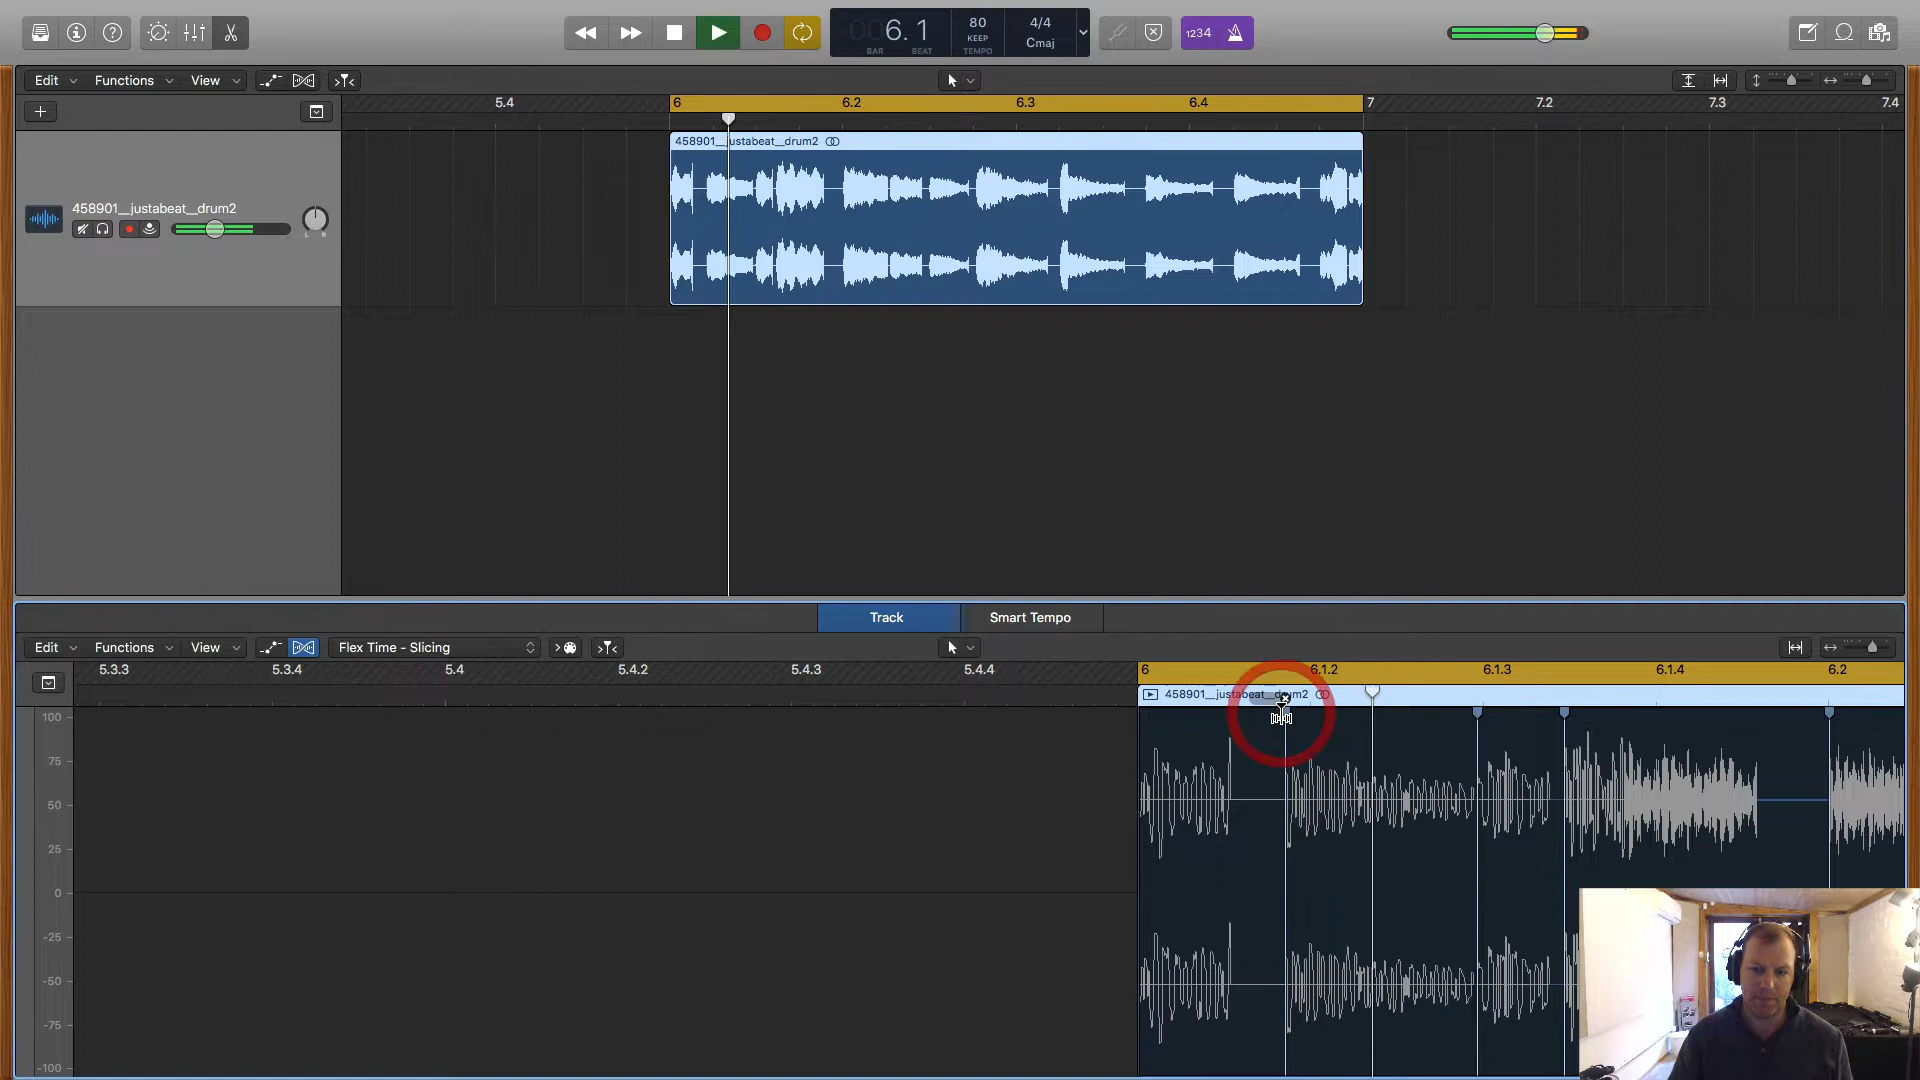 006. 1
BAR BEAT
80
KEEP
TEMPO
4/4
Cmaj
1234
Edit Functions View
5.4 6 6.2 6.3 6.4 7 7.2 7.3 7.4
458901__justabeat__drum2
458901__justabeat__drum2
L R
Track Smart Tempo
Edit Functions View Flex Time - Slicing
5.3.3 5.3.4 5.4 5.4.2 5.4.3 5.4.4 6 6.1.2 6.1.3 6.1.4 6.2
458901__justabeat__drum2
100
75
50
25
0
-25
-50
-75
-100